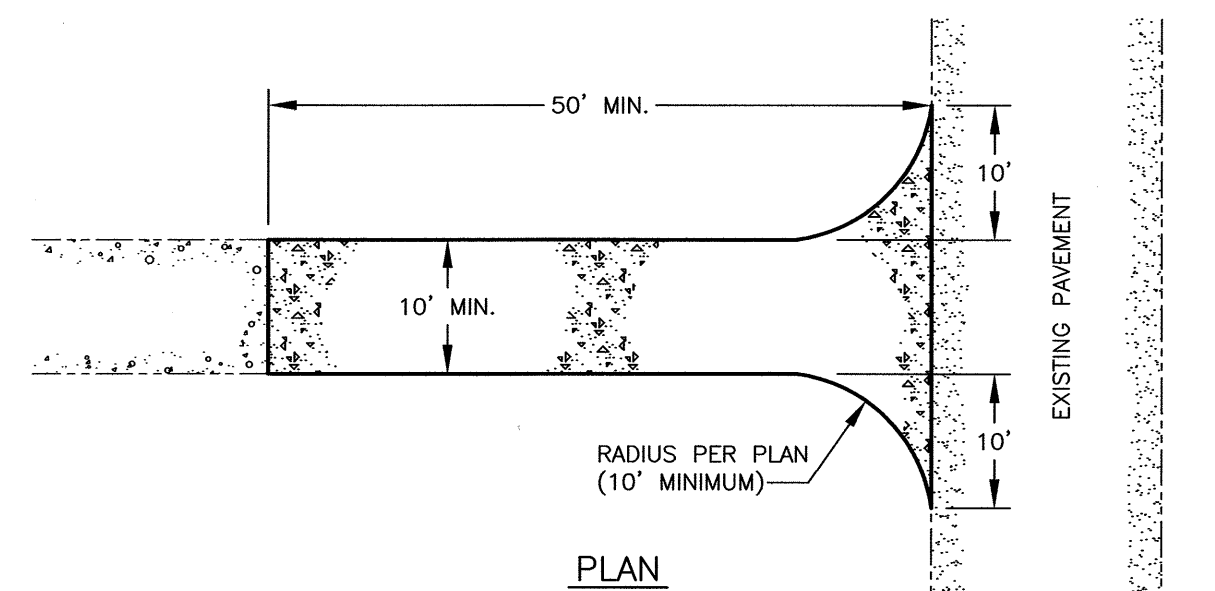 50' MIN.
10'
10' MIN.
EXISTING PAVEMENT
10'
RADIUS PER PLAN
(10' MINIMUM)
PLAN